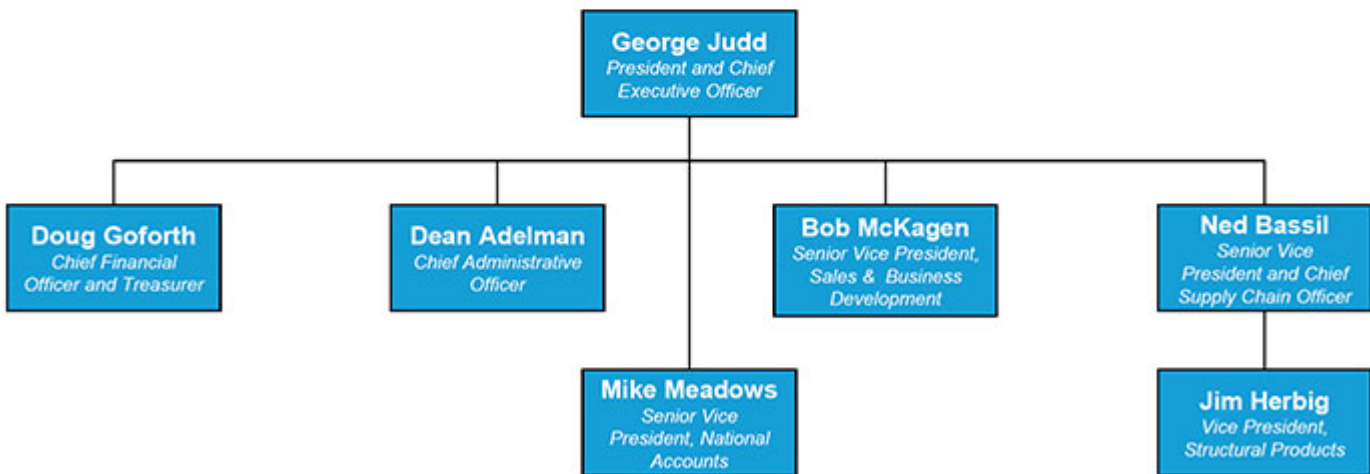 George Judd
President and Chief
Executive Officer
Doug Goforth
Chief Financial
Officer and Treasurer
Dean Adelman
Chief Administrative
Officer
Bob McKagen
Senior Vice President,
Sales & Business
Development
Ned Bassil
Senior Vice
President and Chief
Supply Chain Officer
Mike Meadows
Senior Vice
President, National
Accounts
Jim Herbig
Vice President,
Structural Products